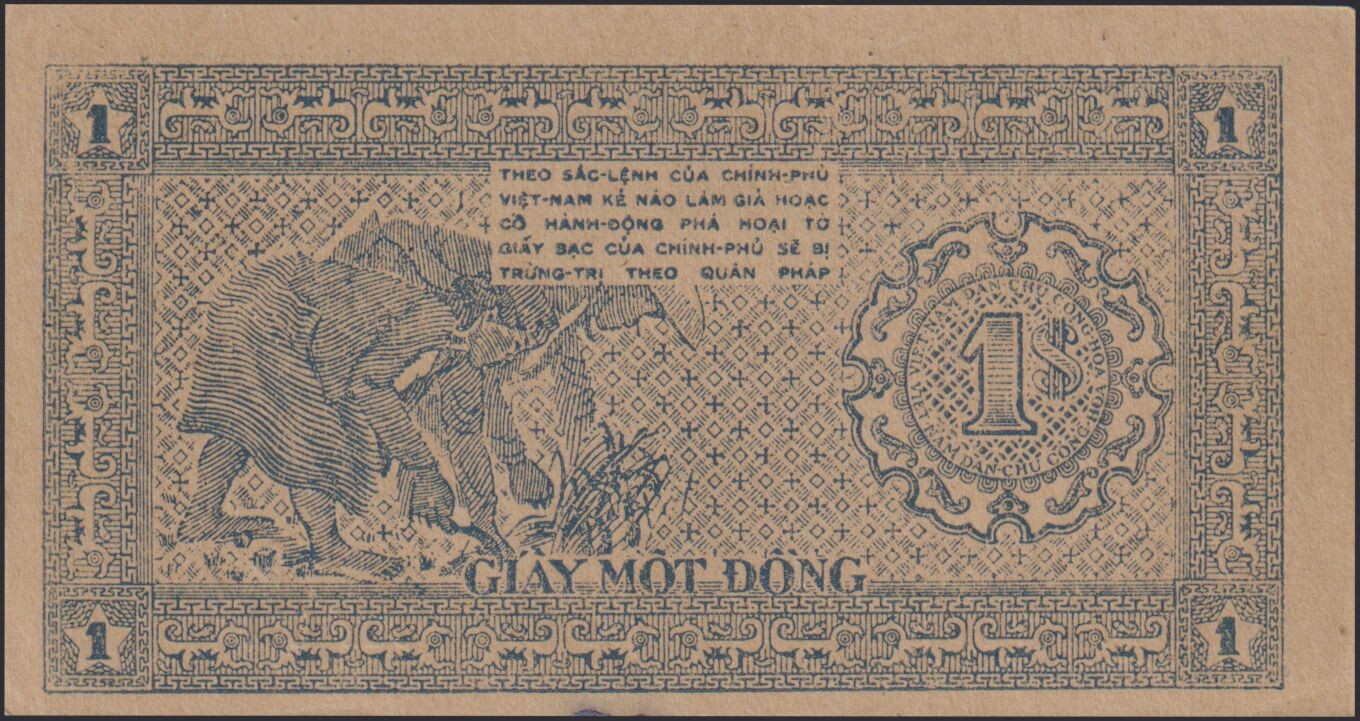 1
1
THEO SẮC-LỆNH CỦA CHÍNH-PHỦ
VIỆT-NAM KẺ NÀO LÀM GIẢ HOẶC
CỐ HÀNH-ĐỘNG PHÁ HOẠI TỜ
GIẤY BẠC CỦA CHÍNH-PHỦ SẼ BỊ
TRỪNG-TRỊ THEO QUÂN PHÁP
VIỆT-NAM DÂN-CHỦ CỘNG-HÒA
1$
VIỆT-NAM DÂN-CHỦ CỘNG-HÒA
GIẤY MỘT ĐỒNG
1
1